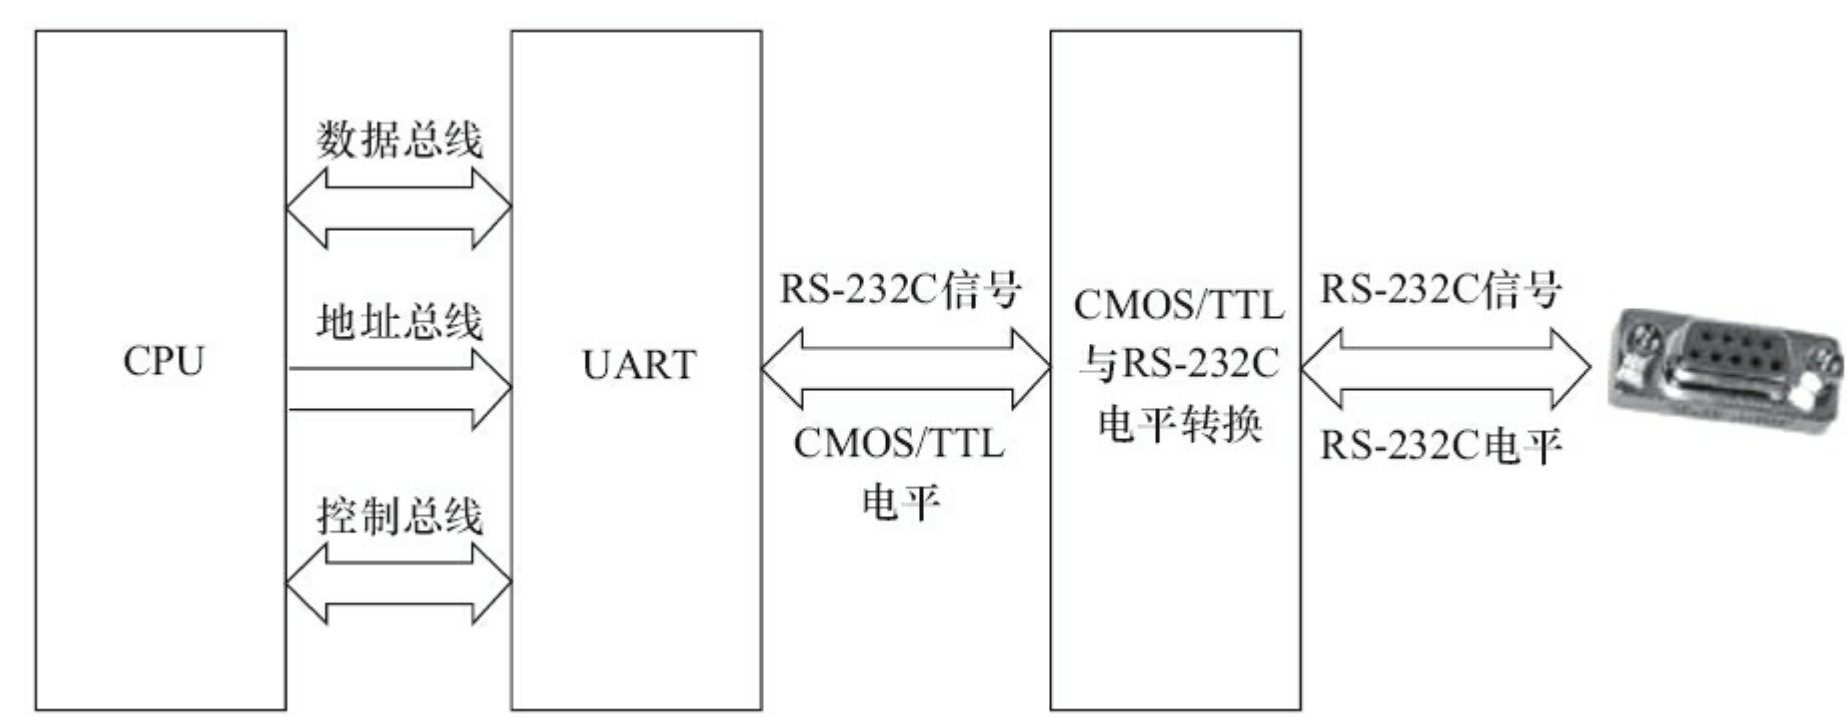 CPU
数据总线
地址总线
控制总线
UART
RS-232C信号
CMOS/TTL
电平
CMOS/TTL
与RS-232C
电平转换
RS-232C信号
RS-232C电平